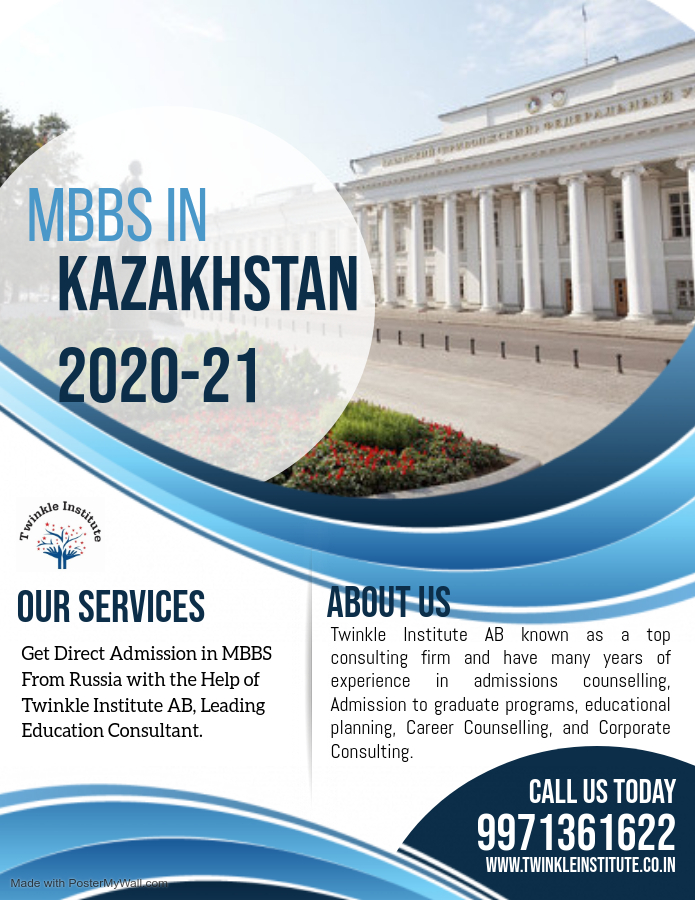 КАЗАНСКИЙ (ПРИВОЛЖСКИЙ) ФЕДЕРАЛЬНЫЙ
MBBS IN
KAZAKHSTAN
2020-21
Twinkle Institute
OUR SERVICES
Get Direct Admission in MBBS
From Russia with the Help of
Twinkle Institute AB, Leading
Education Consultant.
ABOUT US
Twinkle Institute AB known as a top
consulting firm and have many years of
experience in admissions counselling,
Admission to graduate programs, educational
planning, Career Counselling, and Corporate
Consulting.
CALL US TODAY
9971361622
WWW.TWINKLEINSTITUTE.CO.IN
Made with PosterMyWall.com